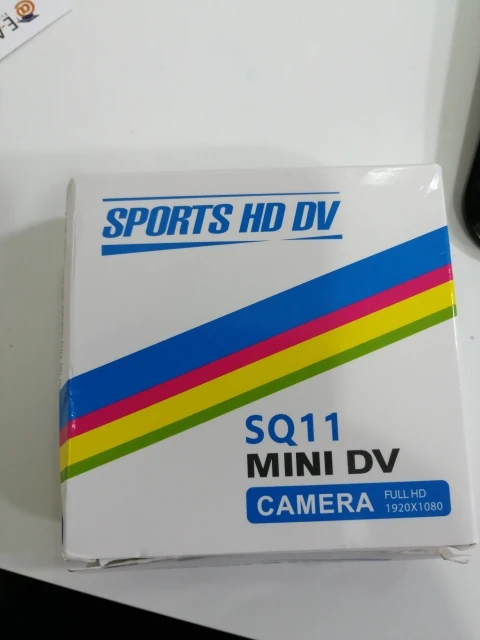 SPORTS HD DV
SQ11
MINI DV
CAMERA
FULL HD
1920X1080